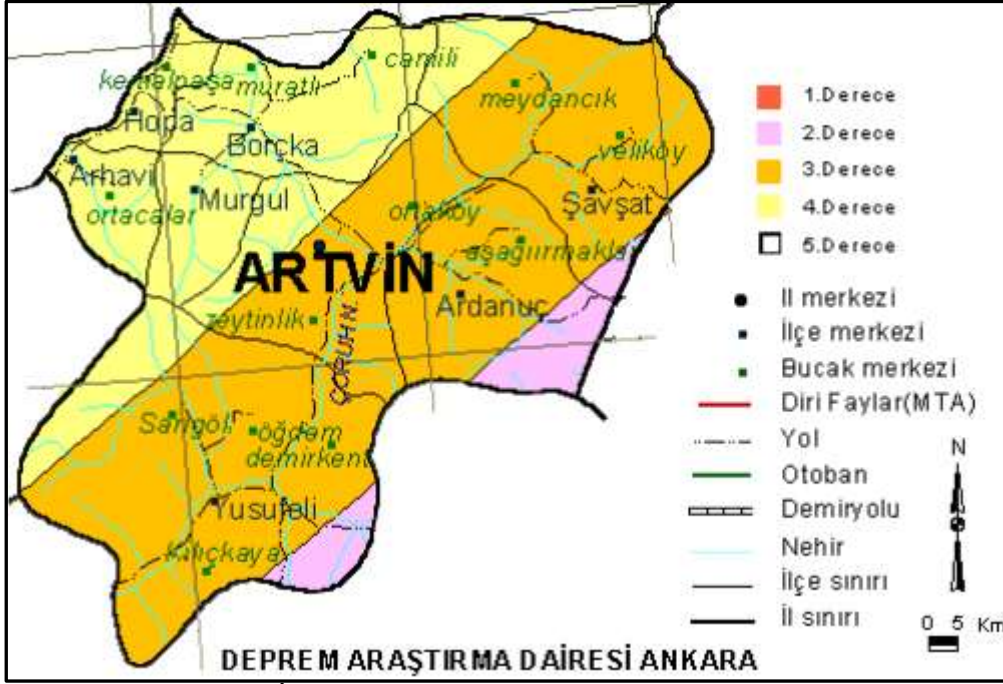 camili
kemalpaşa
muratlı
meydancık
Hopa
Borçka
veliköy
Arhavi
Murgul
ortacalar
ortaköy
Şavşat
aşağıırmaklar
ARTVİN
Ardanuç
zeytinlik
ÇORUH N.
Sarıgöl
öğdem
demirkent
Yusufeli
Kılıçkaya
1.Derece
2.Derece
3.Derece
4.Derece
5.Derece
İl merkezi
İlçe merkezi
Bucak merkezi
Diri Faylar(MTA)
Yol
Otoban
Demiryolu
Nehir
İlçe sınırı
İl sınırı
N
0 5 Km
DEPREM ARAŞTIRMA DAİRESİ ANKARA